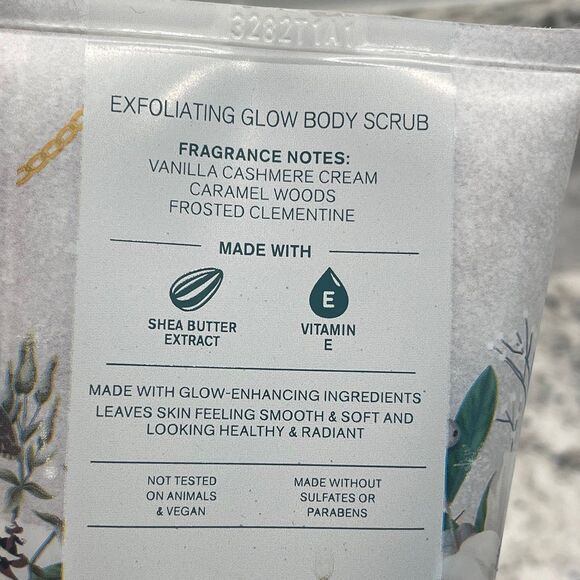 3282T1A1
EXFOLIATING GLOW BODY SCRUB
FRAGRANCE NOTES:
VANILLA CASHMERE CREAM
CARAMEL WOODS
FROSTED CLEMENTINE
MADE WITH
E
SHEA BUTTER
EXTRACT
VITAMIN
E
MADE WITH GLOW-ENHANCING INGREDIENTS
LEAVES SKIN FEELING SMOOTH & SOFT AND
LOOKING HEALTHY & RADIANT
NOT TESTED
ON ANIMALS
& VEGAN
MADE WITHOUT
SULFATES OR
PARABENS